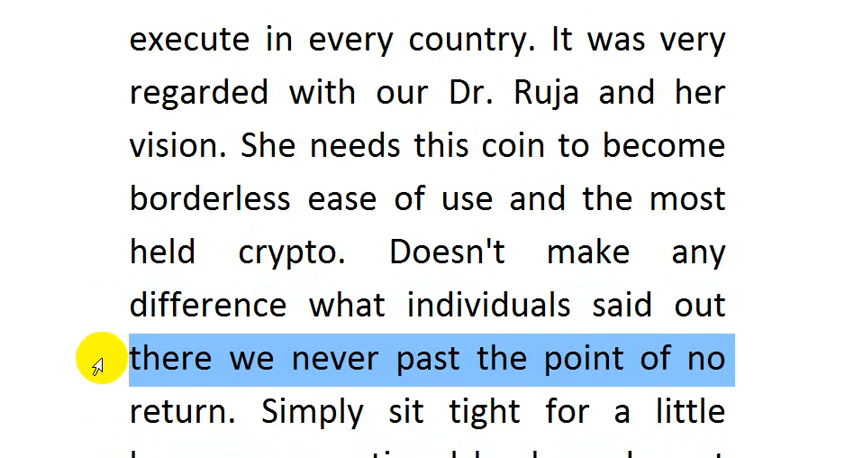 execute in every country. It was very
regarded with our Dr. Ruja and her
vision. She needs this coin to become
borderless ease of use and the most
held crypto. Doesn't make any
difference what individuals said out
there we never past the point of no
return. Simply sit tight for a little